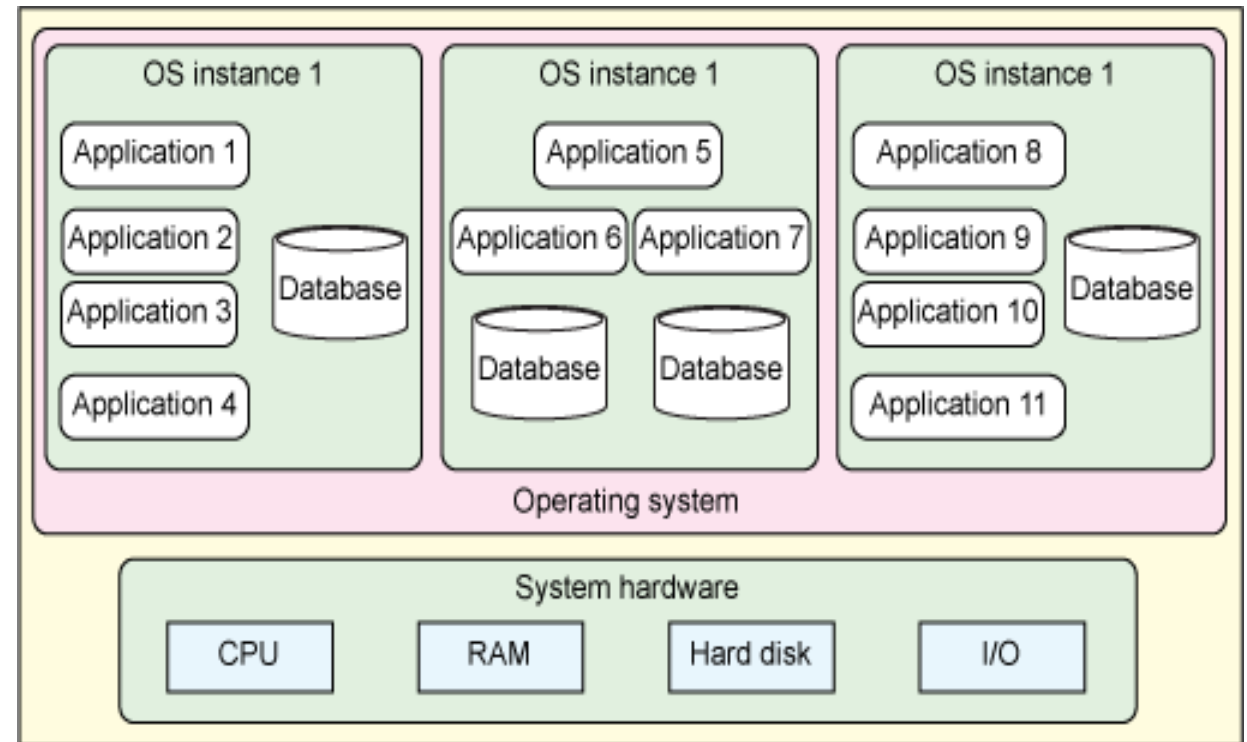 OS instance 1
Application 1
Application 2
Application 3
Application 4
Database
OS instance 1
Application 5
Application 6
Application 7
Database
Database
OS instance 1
Application 8
Application 9
Application 10
Application 11
Database
Operating system
System hardware
CPU
RAM
Hard disk
I/O